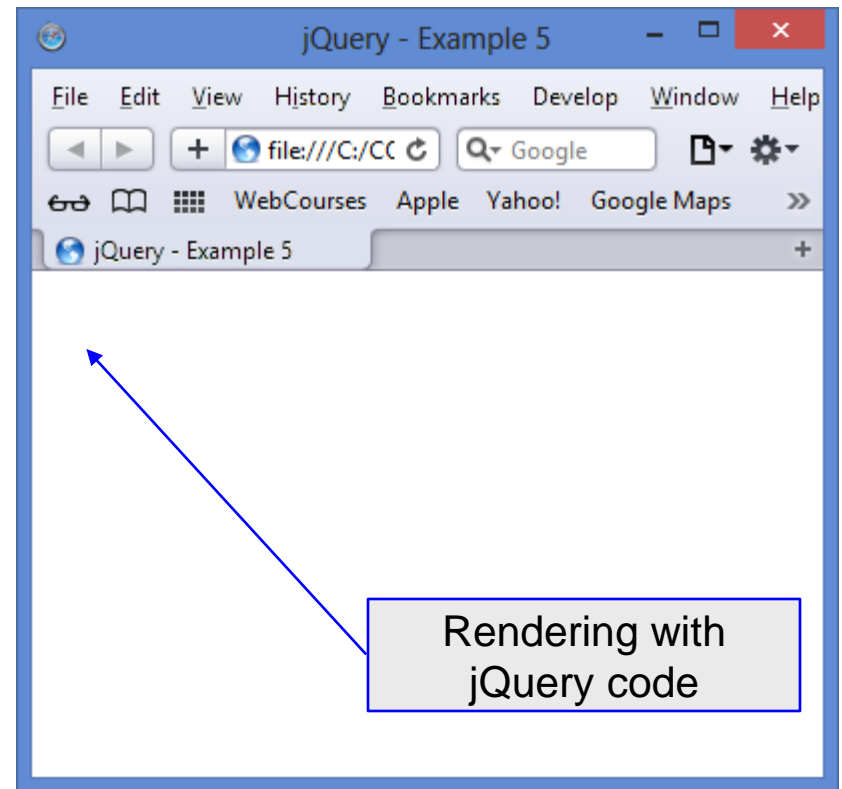 jQuery - Example 5
File Edit View History Bookmarks Develop Window Help
file:///C:/CC Google
WebCourses Apple Yahoo! Google Maps
jQuery - Example 5
Rendering with
jQuery code